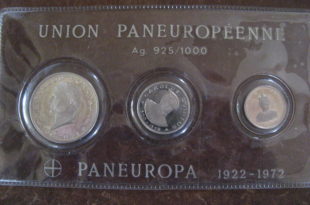 UNION PANEUROPÉENNE
Ag. 925/1000
PANEUROPA 1922-1972